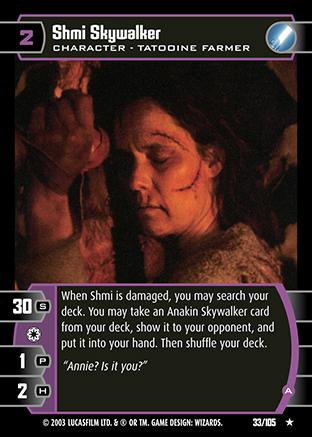 2
Shmi Skywalker
CHARACTER - TATOOINE FARMER
30 S
1 P
2 H
When Shmi is damaged, you may search your
deck. You may take an Anakin Skywalker card
from your deck, show it to your opponent, and
put it into your hand. Then shuffle your deck.
"Annie? Is it you?"
A
© 2003 LUCASFILM LTD. & ® OR TM. GAME DESIGN: WIZARDS. 33/105 ★